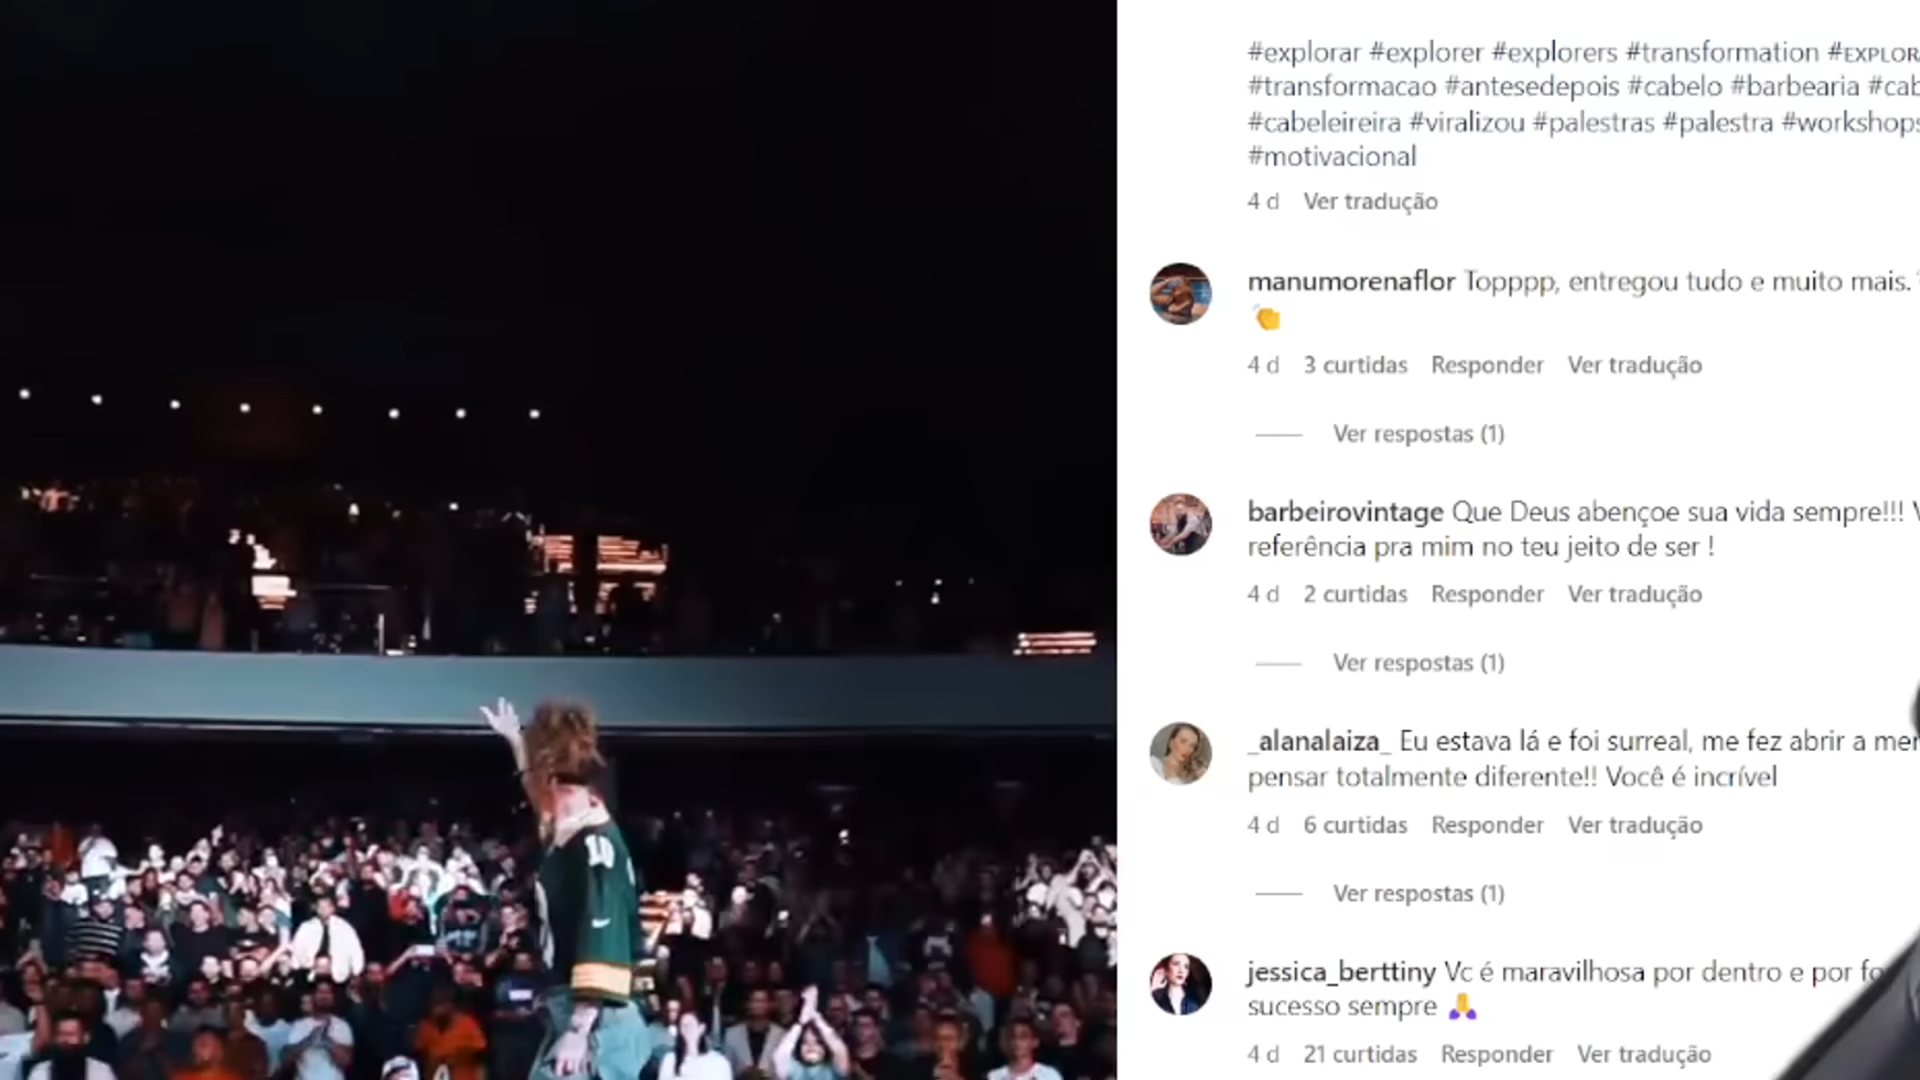 #explorar #explorer #explorers #transformation
#transformacao #antesedepois #cabelo #barbearia
#cabeleireira #viralizou #palestras #palestra #workshops
#motivacional
4 d Ver tradução
manumorenaflor Topppp, entregou tudo e muito mais.
👏
4 d 3 curtidas Responder Ver tradução
Ver respostas (1)
barbeirovintage Que Deus abençoe sua vida sempre!!!
referência pra mim no teu jeito de ser !
4 d 2 curtidas Responder Ver tradução
Ver respostas (1)
_alanalaiza_ Eu estava lá e foi surreal, me fez abrir a
pensar totalmente diferente!! Você é incrível
4 d 6 curtidas Responder Ver tradução
Ver respostas (1)
jessica_berttiny Vc é maravilhosa por dentro e por
sucesso sempre 🙏
4 d 21 curtidas Responder Ver tradução
10